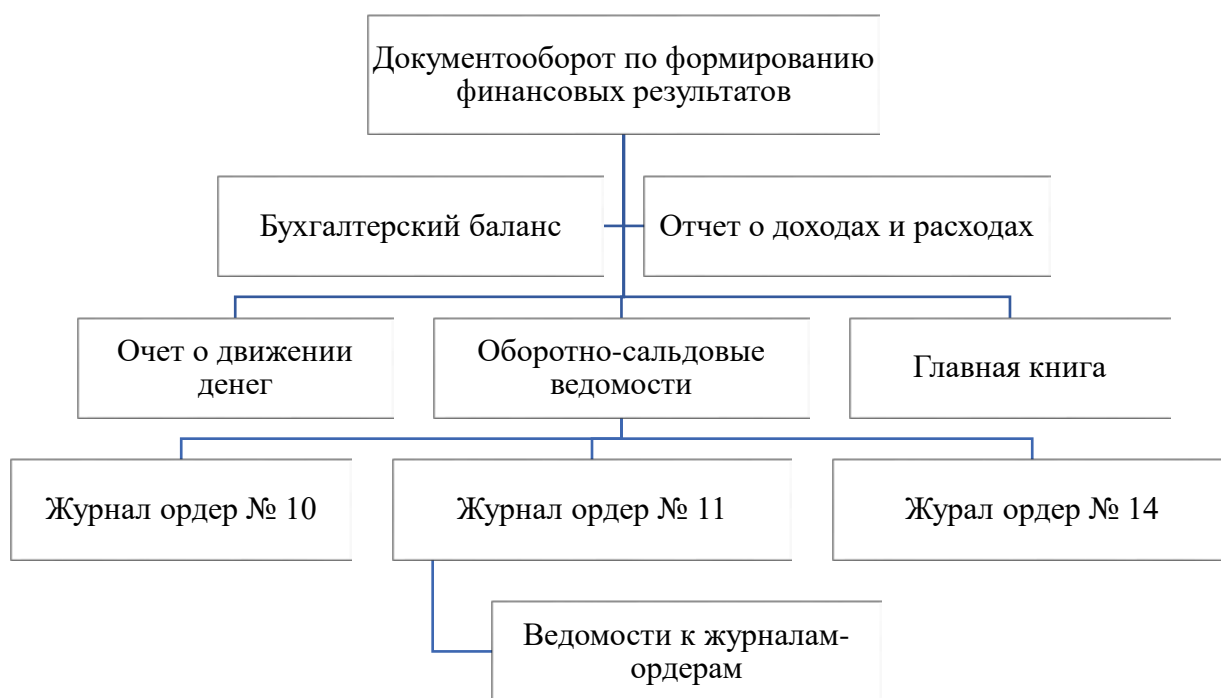 Документооборот по формированию
финансовых результатов
Бухгалтерский баланс
Отчет о доходах и расходах
Очет о движении
денег
Оборотно-сальдовые
ведомости
Главная книга
Журнал ордер № 10
Журнал ордер № 11
Журал ордер № 14
Ведомости к журналам-
ордерам